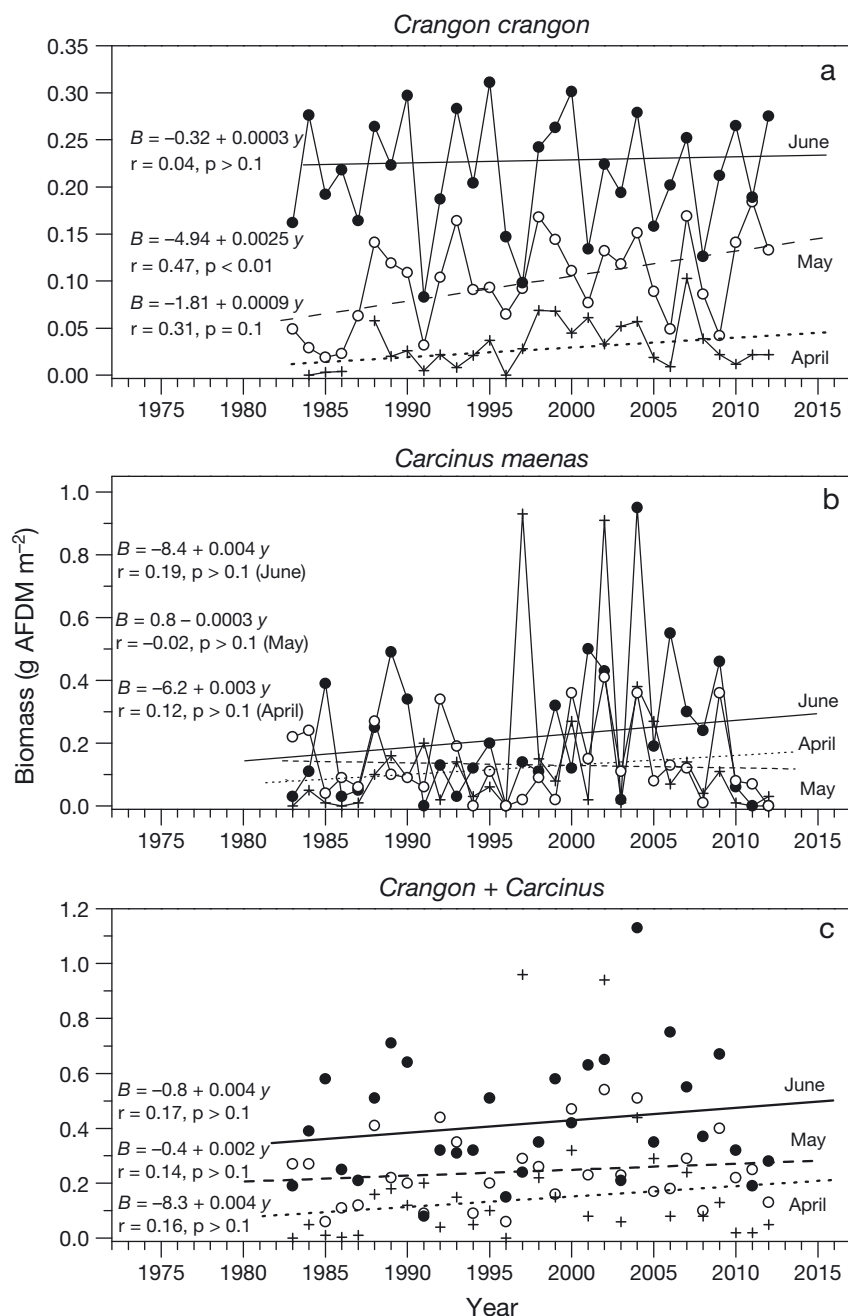 Crangon crangon
a
0.35
0.30
0.25
0.20
0.15
0.10
0.05
0.00
B = –0.32 + 0.0003 y
r = 0.04, p > 0.1
B = –4.94 + 0.0025 y
r = 0.47, p < 0.01
B = –1.81 + 0.0009 y
r = 0.31, p = 0.1
June
May
April
1975 1980 1985 1990 1995 2000 2005 2010 2015
Carcinus maenas
b
1.0
0.8
0.6
0.4
0.2
0.0
B = –8.4 + 0.004 y
r = 0.19, p > 0.1 (June)
B = 0.8 – 0.0003 y
r = –0.02, p > 0.1 (May)
B = –6.2 + 0.003 y
r = 0.12, p > 0.1 (April)
June
April
May
1975 1980 1985 1990 1995 2000 2005 2010 2015
Biomass (g AFDM m–2)
Crangon + Carcinus
c
1.2
1.0
0.8
0.6
0.4
0.2
0.0
B = –0.8 + 0.004 y
r = 0.17, p > 0.1
B = –0.4 + 0.002 y
r = 0.14, p > 0.1
B = –8.3 + 0.004 y
r = 0.16, p > 0.1
June
May
April
1975 1980 1985 1990 1995 2000 2005 2010 2015
Year